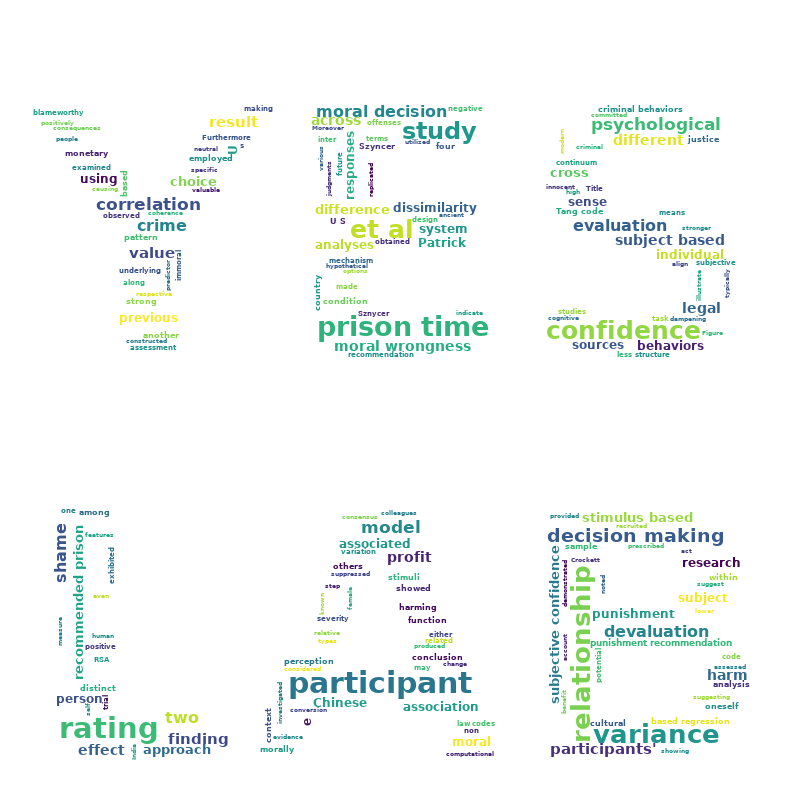 blameworthy
positively
consequences
people
monetary
examined
using
causing
based
correlation
observed
coherence
crime
pattern
value
underlying
predictor
immoral
along
respective
strong
previous
another
constructed
assessment
making
result
Furthermore
s
U
neutral
employed
specific
choice
valuable
moral decision
negative
across
offenses
Moreover
study
inter
terms
utilized
Szyncer
four
various
judgments
future
responses
replicated
difference
dissimilarity
U S
design
ancient
et al
system
analyses
obtained
Patrick
mechanism
hypothetical
options
country
made
condition
Sznycer
indicate
prison time
moral wrongness
recommendation
criminal behaviors
committed
psychological
modern
different
justice
criminal
continuum
cross
innocent
Title
high
sense
Tang code
means
evaluation
stronger
subject based
individual
align
subjective
illustrate
typically
legal
studies
cognitive
task
dampening
confidence
Figure
sources
behaviors
less
structure
one
among
shame
recommended prison
features
exhibited
even
measure
human
positive
RSA
distinct
person
self
trial
rating
two
finding
effect
India
approach
consensus
colleagues
model
associated
variation
profit
others
suppressed
stimuli
step
showed
known
female
harming
severity
function
relative
types
either
related
produced
perception
conclusion
considered
may
change
participant
investigated
Chinese
association
context
conversion
e
law codes
evidence
non
morally
moral
computational
provided
stimulus based
recruited
decision making
sample
prescribed
act
subjective confidence
demonstrated
Crockett
research
relationship
noted
within
suggest
subject
lower
punishment
devaluation
account
potential
punishment recommendation
code
assessed
harm
analysis
benefit
suggesting
oneself
cultural
based regression
variance
participants'
showing